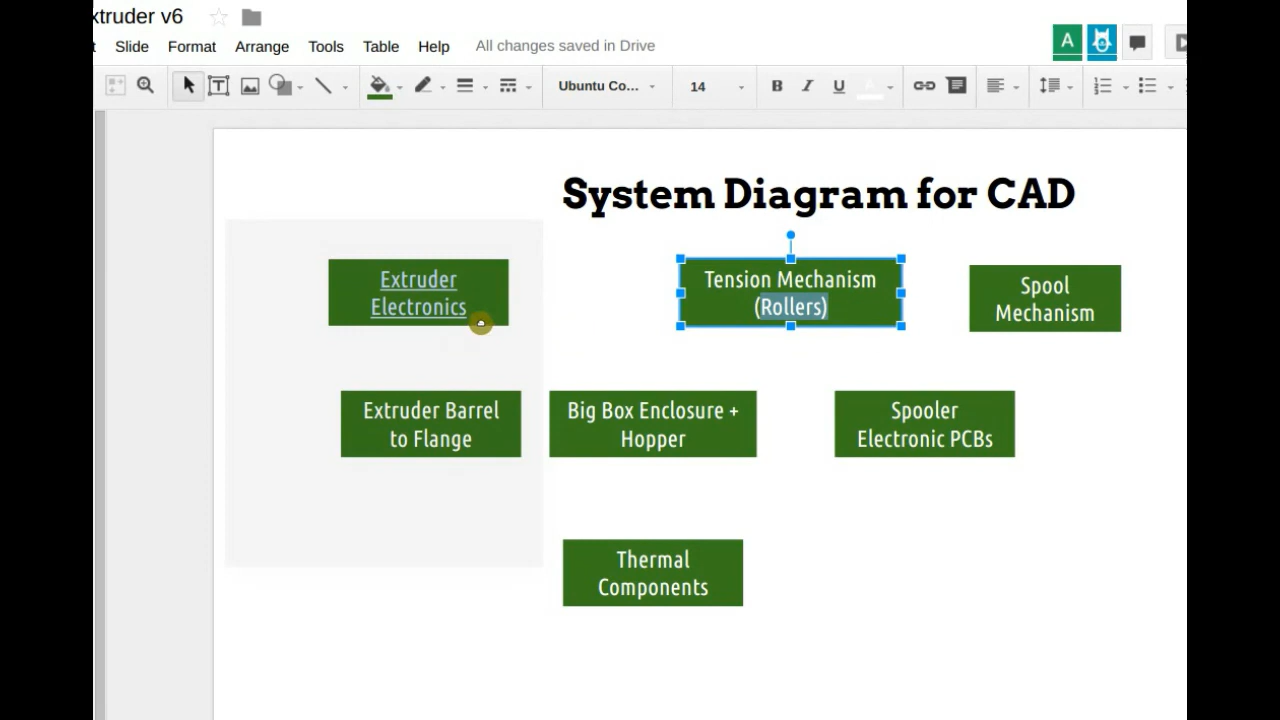 xtruder v6
Slide Format Arrange Tools Table Help All changes saved in Drive
A
Ubuntu Co... 14 B I U
System Diagram for CAD
Extruder
Electronics
Tension Mechanism
(Rollers)
Spool
Mechanism
Extruder Barrel
to Flange
Big Box Enclosure +
Hopper
Spooler
Electronic PCBs
Thermal
Components